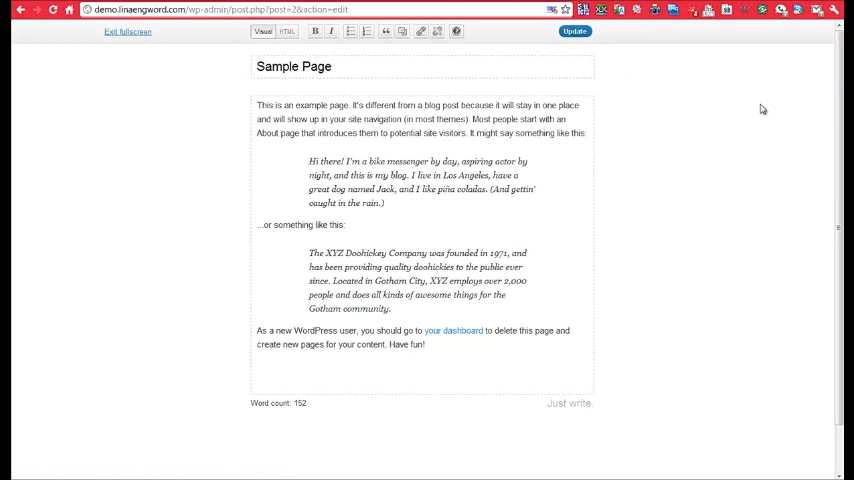 demo.linaengword.com/wp-admin/post.php?post=2&action=edit
Exit fullscreen
Visual HTML B I
Update
Sample Page
This is an example page. It's different from a blog post because it will stay in one place
and will show up in your site navigation (in most themes). Most people start with an
About page that introduces them to potential site visitors. It might say something like this:
Hi there! I'm a bike messenger by day, aspiring actor by
night, and this is my blog. I live in Los Angeles, have a
great dog named Jack, and I like piña coladas. (And gettin'
caught in the rain.)
...or something like this:
The XYZ Doohickey Company was founded in 1971, and
has been providing quality doohickies to the public ever
since. Located in Gotham City, XYZ employs over 2,000
people and does all kinds of awesome things for the
Gotham community.
As a new WordPress user, you should go to your dashboard to delete this page and
create new pages for your content. Have fun!
Word count: 152
Just write.